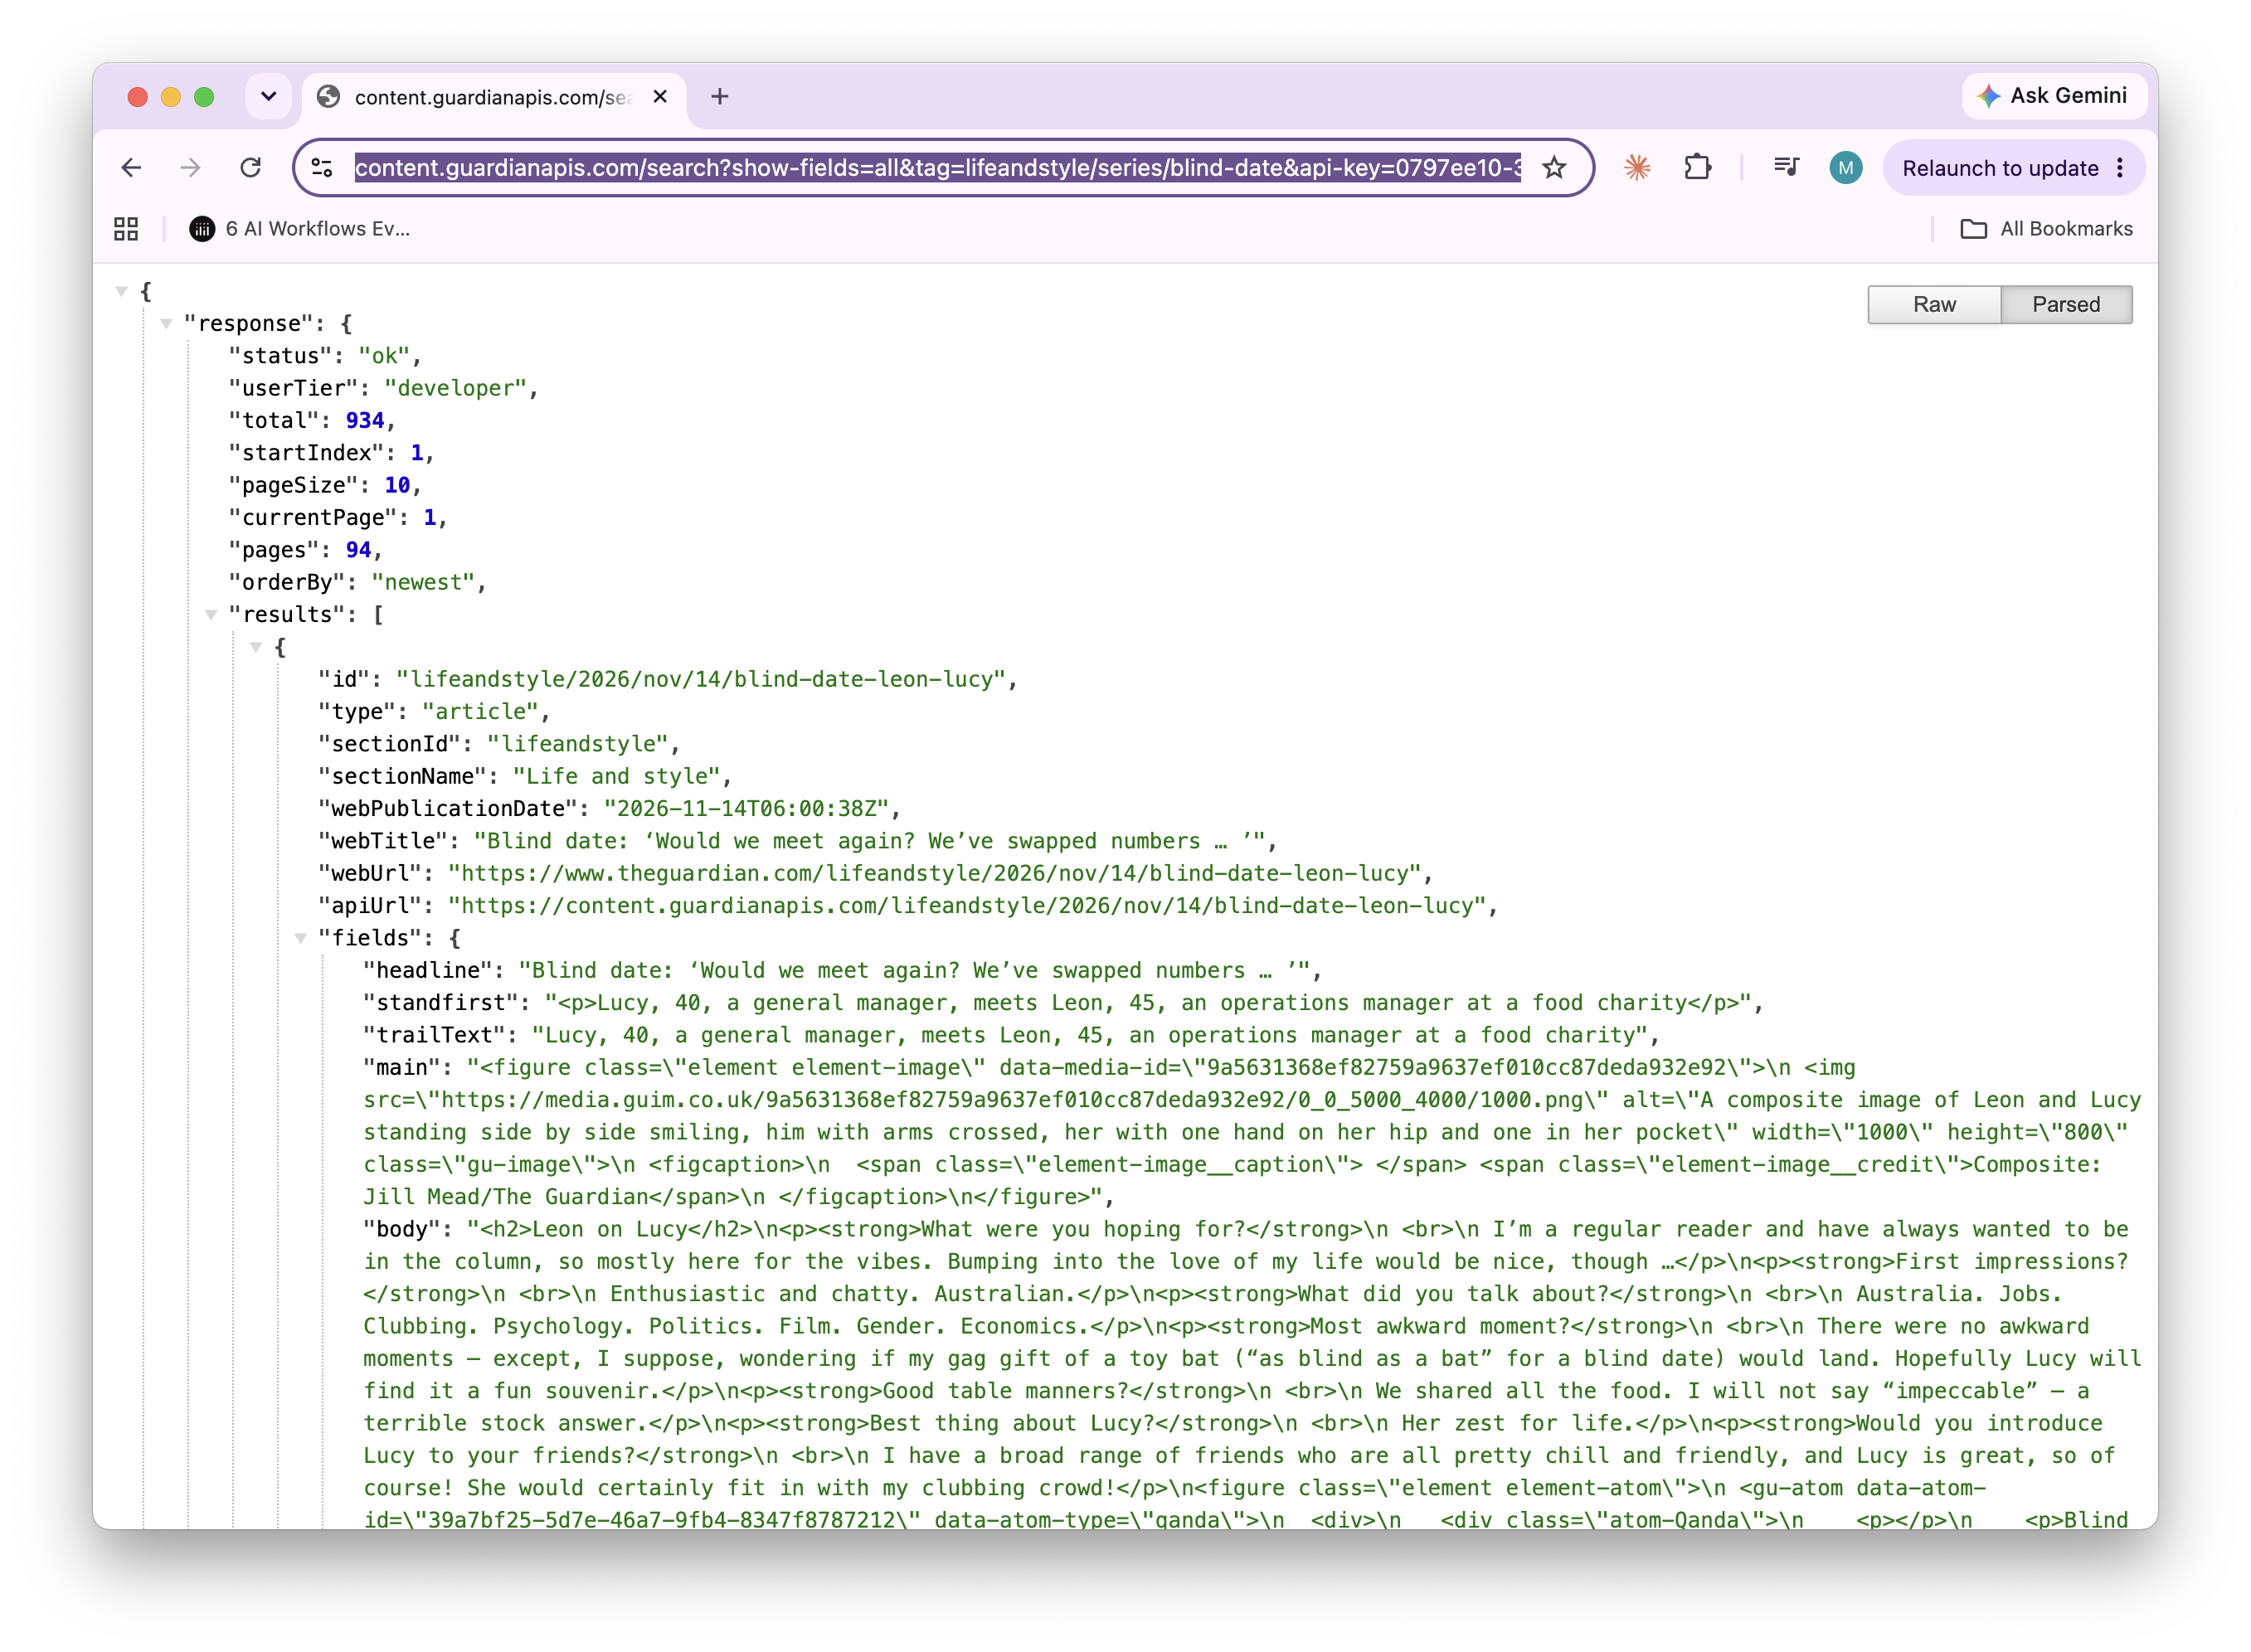 content.guardianapis.com/sea
Ask Gemini
content.guardianapis.com/search?show-fields=all&tag=lifeandstyle/series/blind-date&api-key=0797ee10-3
M
Relaunch to update
6 AI Workflows Ev...
All Bookmarks
Raw
Parsed
{
"response": {
"status": "ok",
"userTier": "developer",
"total": 934,
"startIndex": 1,
"pageSize": 10,
"currentPage": 1,
"pages": 94,
"orderBy": "newest",
"results": [
{
"id": "lifeandstyle/2026/nov/14/blind-date-leon-lucy",
"type": "article",
"sectionId": "lifeandstyle",
"sectionName": "Life and style",
"webPublicationDate": "2026-11-14T06:00:38Z",
"webTitle": "Blind date: ‘Would we meet again? We’ve swapped numbers … ’",
"webUrl": "https://www.theguardian.com/lifeandstyle/2026/nov/14/blind-date-leon-lucy",
"apiUrl": "https://content.guardianapis.com/lifeandstyle/2026/nov/14/blind-date-leon-lucy",
"fields": {
"headline": "Blind date: ‘Would we meet again? We’ve swapped numbers … ’",
"standfirst": "<p>Lucy, 40, a general manager, meets Leon, 45, an operations manager at a food charity</p>",
"trailText": "Lucy, 40, a general manager, meets Leon, 45, an operations manager at a food charity",
"main": "<figure class=\"element element-image\" data-media-id=\"9a5631368ef82759a9637ef010cc87deda932e92\">\n <img
src=\"https://media.guim.co.uk/9a5631368ef82759a9637ef010cc87deda932e92/0_0_5000_4000/1000.png\" alt=\"A composite image of Leon and Lucy
standing side by side smiling, him with arms crossed, her with one hand on her hip and one in her pocket\" width=\"1000\" height=\"800\"
class=\"gu-image\">\n <figcaption>\n  <span class=\"element-image__caption\"> </span> <span class=\"element-image__credit\">Composite:
Jill Mead/The Guardian</span>\n </figcaption>\n</figure>",
"body": "<h2>Leon on Lucy</h2>\n<p><strong>What were you hoping for?</strong>\n <br>\n I’m a regular reader and have always wanted to be
in the column, so mostly here for the vibes. Bumping into the love of my life would be nice, though …</p>\n<p><strong>First impressions?
</strong>\n <br>\n Enthusiastic and chatty. Australian.</p>\n<p><strong>What did you talk about?</strong>\n <br>\n Australia. Jobs.
Clubbing. Psychology. Politics. Film. Gender. Economics.</p>\n<p><strong>Most awkward moment?</strong>\n <br>\n There were no awkward
moments – except, I suppose, wondering if my gag gift of a toy bat (“as blind as a bat” for a blind date) would land. Hopefully Lucy will
find it a fun souvenir.</p>\n<p><strong>Good table manners?</strong>\n <br>\n We shared all the food. I will not say “impeccable” – a
terrible stock answer.</p>\n<p><strong>Best thing about Lucy?</strong>\n <br>\n Her zest for life.</p>\n<p><strong>Would you introduce
Lucy to your friends?</strong>\n <br>\n I have a broad range of friends who are all pretty chill and friendly, and Lucy is great, so of
course! She would certainly fit in with my clubbing crowd!</p>\n<figure class=\"element element-atom\">\n <gu-atom data-atom-
id=\"39a7bf25-5d7e-46a7-9fb4-8347f8787212\" data-atom-type=\"qanda\">\n  <div>\n   <div class=\"atom-Qanda\">\n    <p></p>\n    <p>Blind